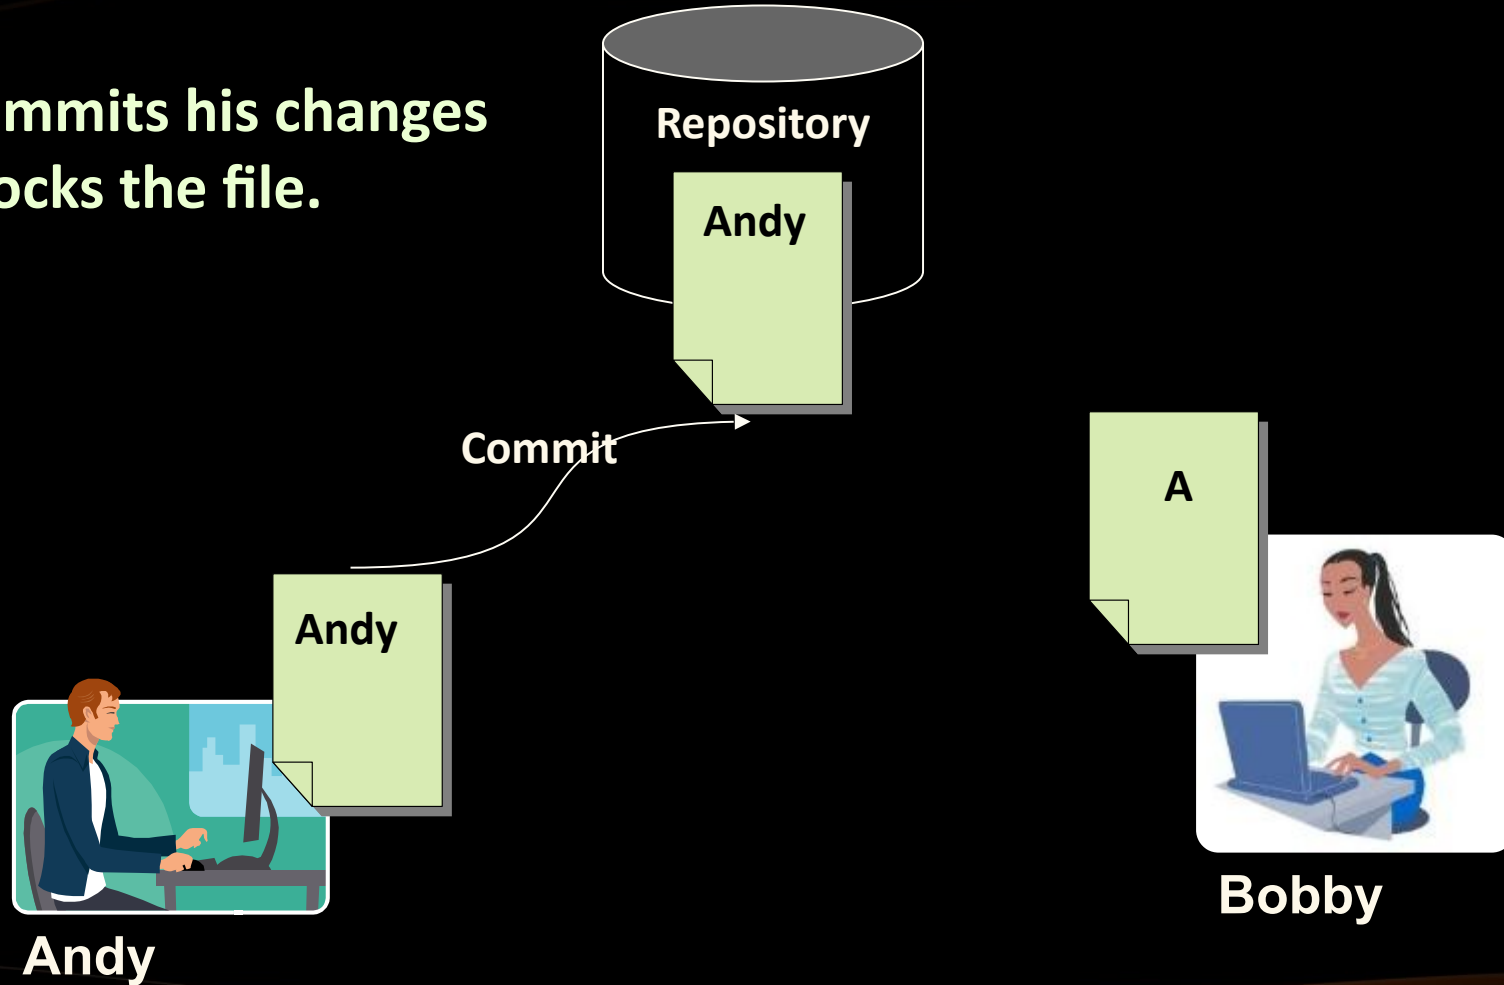 mmits his changes
ocks the file.
Repository
Andy
Commit
A
Andy
Bobby
Andy